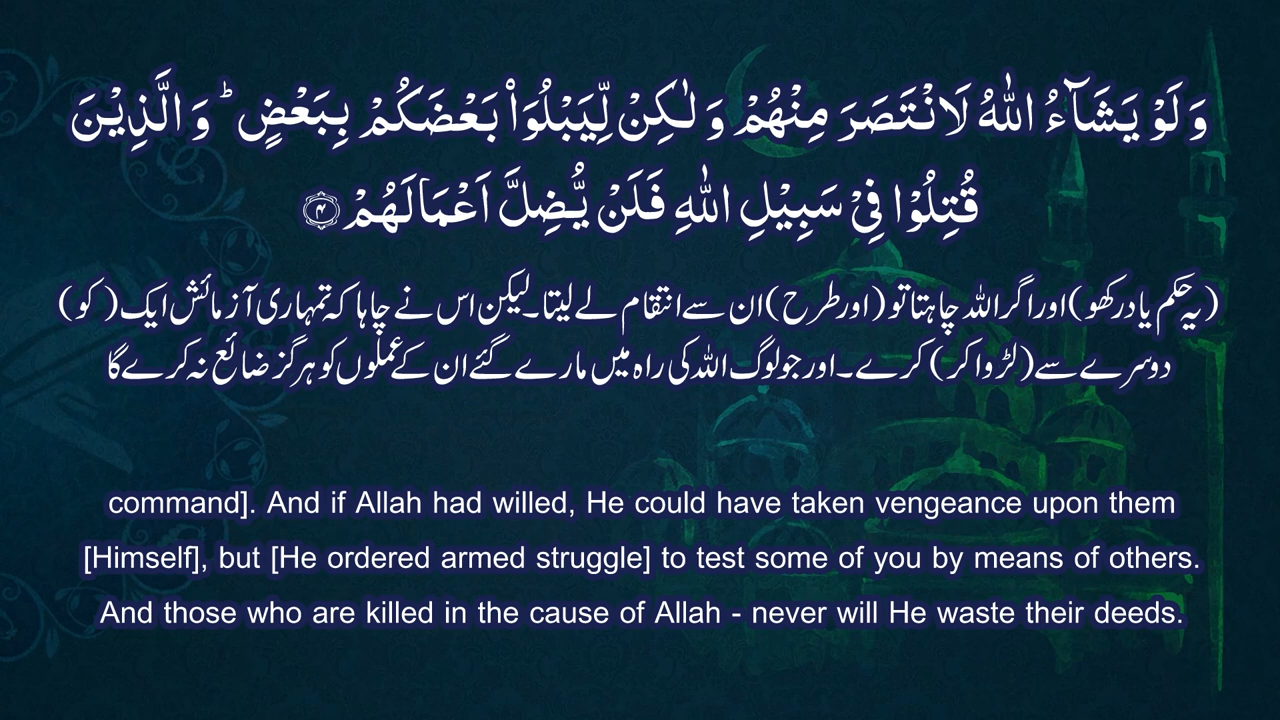 وَ لَوْ يَشَآءُ اللّٰهُ لَانْتَصَرَ مِنْهُمْ وَ لٰكِنْ لِّيَبْلُوَا۠ بَعْضَكُمْ بِبَعْضٍ ؕ وَ الَّذِيْنَ
قُتِلُوْا فِيْ سَبِيْلِ اللّٰهِ فَلَنْ يُّضِلَّ اَعْمَالَهُمْ ۴
(یہ حکم یاد رکھو) اور اگر اللہ چاہتا تو (اور طرح) ان سے انتقام لے لیتا۔ لیکن اس نے چاہا کہ تمہاری آزمائش ایک (کو)
دوسرے سے (لڑوا کر) کرے۔ اور جو لوگ اللہ کی راہ میں مارے گئے ان کے عملوں کو ہرگز ضائع نہ کرے گا
command]. And if Allah had willed, He could have taken vengeance upon them
[Himself], but [He ordered armed struggle] to test some of you by means of others.
And those who are killed in the cause of Allah - never will He waste their deeds.